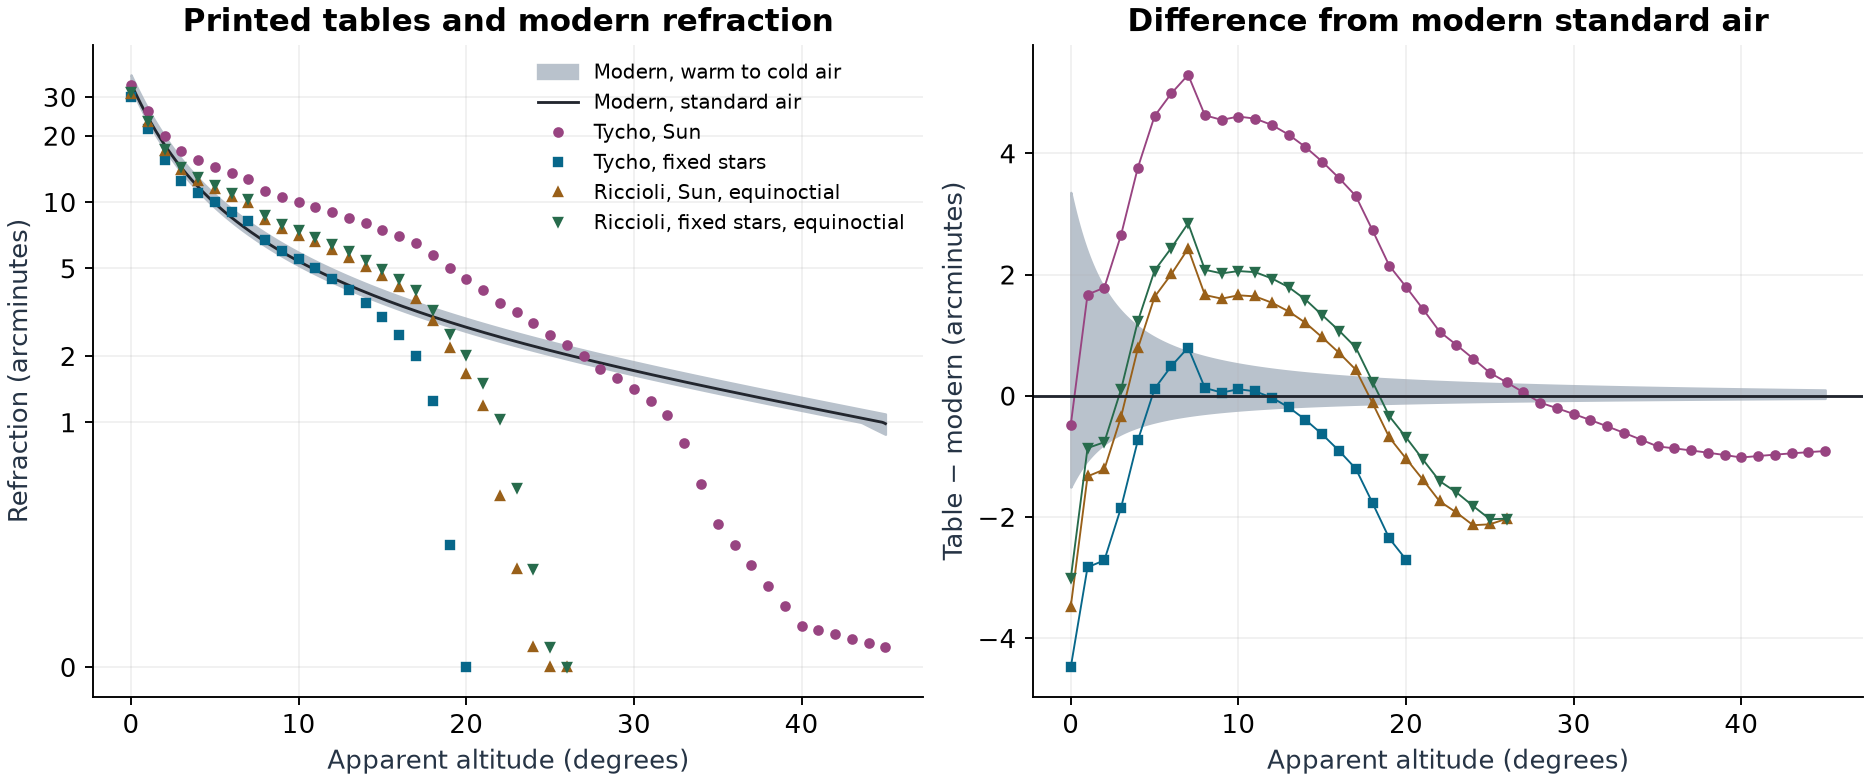 Printed tables and modern refraction
Refraction (arcminutes)
30
20
10
5
2
1
0
Modern, warm to cold air
Modern, standard air
Tycho, Sun
Tycho, fixed stars
Riccioli, Sun, equinoctial
Riccioli, fixed stars, equinoctial
0 10 20 30 40
Apparent altitude (degrees)
Difference from modern standard air
Table − modern (arcminutes)
4
2
0
−2
−4
0 10 20 30 40
Apparent altitude (degrees)